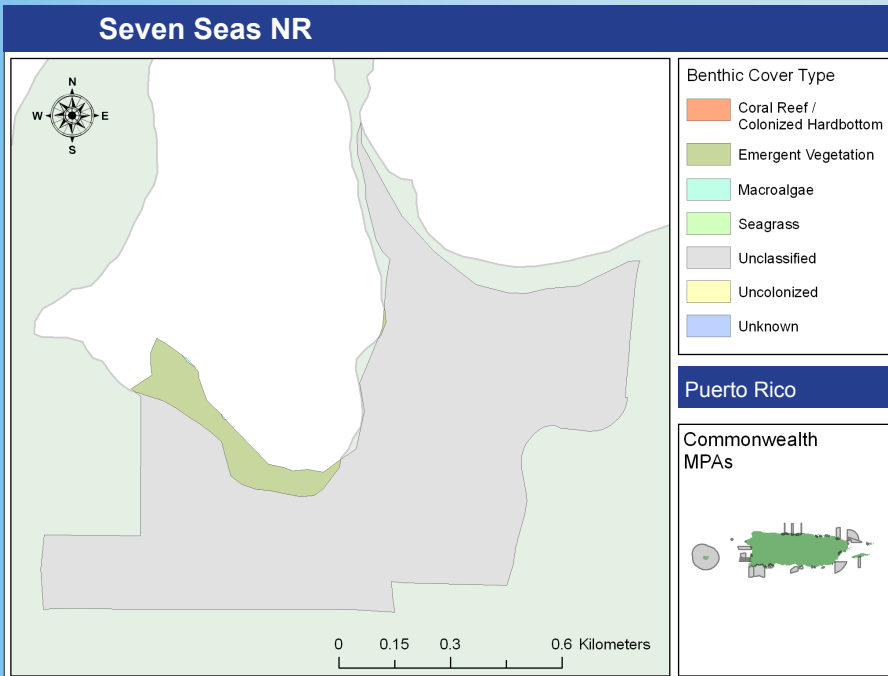 Seven Seas NR
N
W E
S
Benthic Cover Type
Coral Reef /
Colonized Hardbottom
Emergent Vegetation
Macroalgae
Seagrass
Unclassified
Uncolonized
Unknown
Puerto Rico
Commonwealth
MPAs
0 0.15 0.3 0.6 Kilometers